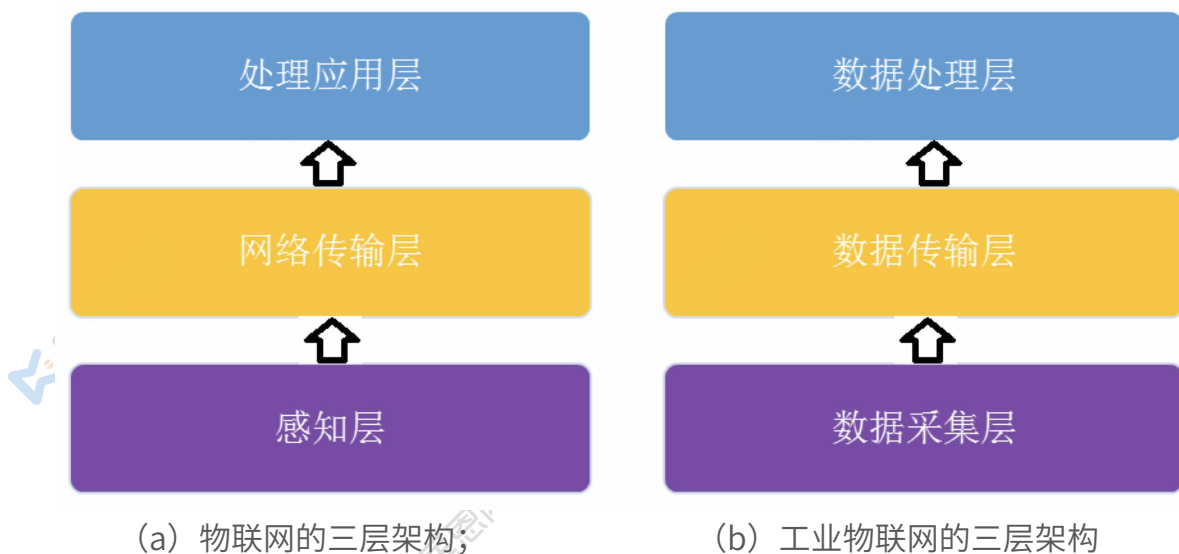 处理应用层
数据处理层
网络传输层
数据传输层
感知层
数据采集层
（a）物联网的三层架构；
（b）工业物联网的三层架构